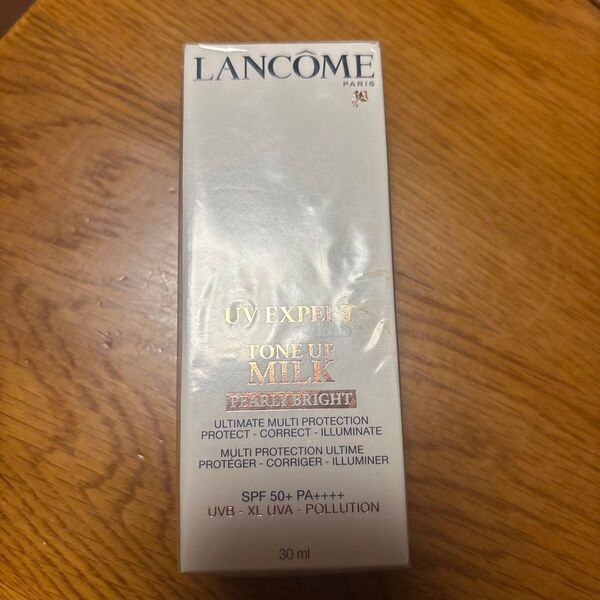 LANCÔME
PARIS
UV EXPERT
TONE UP
MILK
PEARLY BRIGHT
ULTIMATE MULTI PROTECTION
PROTECT - CORRECT - ILLUMINATE
MULTI PROTECTION ULTIME
PROTÉGER - CORRIGER - ILLUMINER
SPF 50+ PA++++
UVB - XL UVA - POLLUTION
30 ml